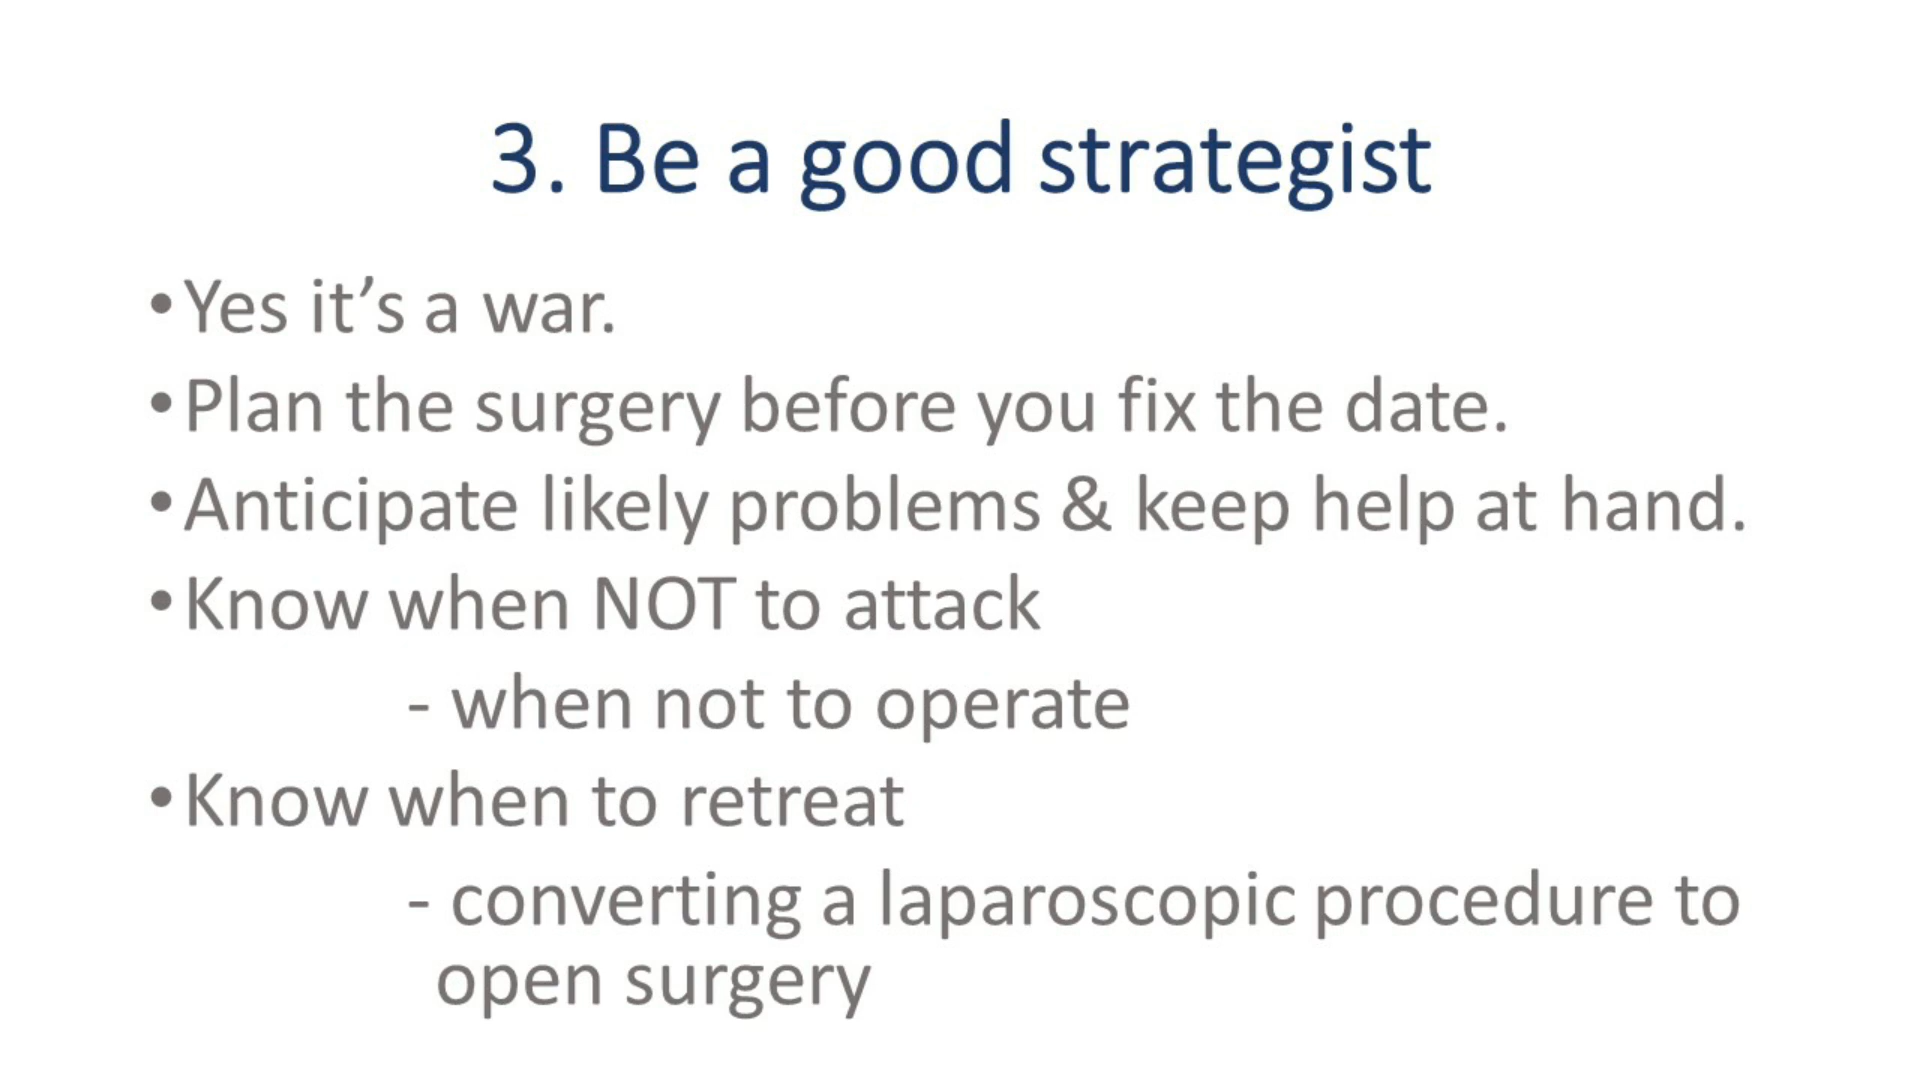 3. Be a good strategist
•Yes it’s a war.
•Plan the surgery before you fix the date.
•Anticipate likely problems & keep help at hand.
•Know when NOT to attack
- when not to operate
•Know when to retreat
- converting a laparoscopic procedure to
open surgery